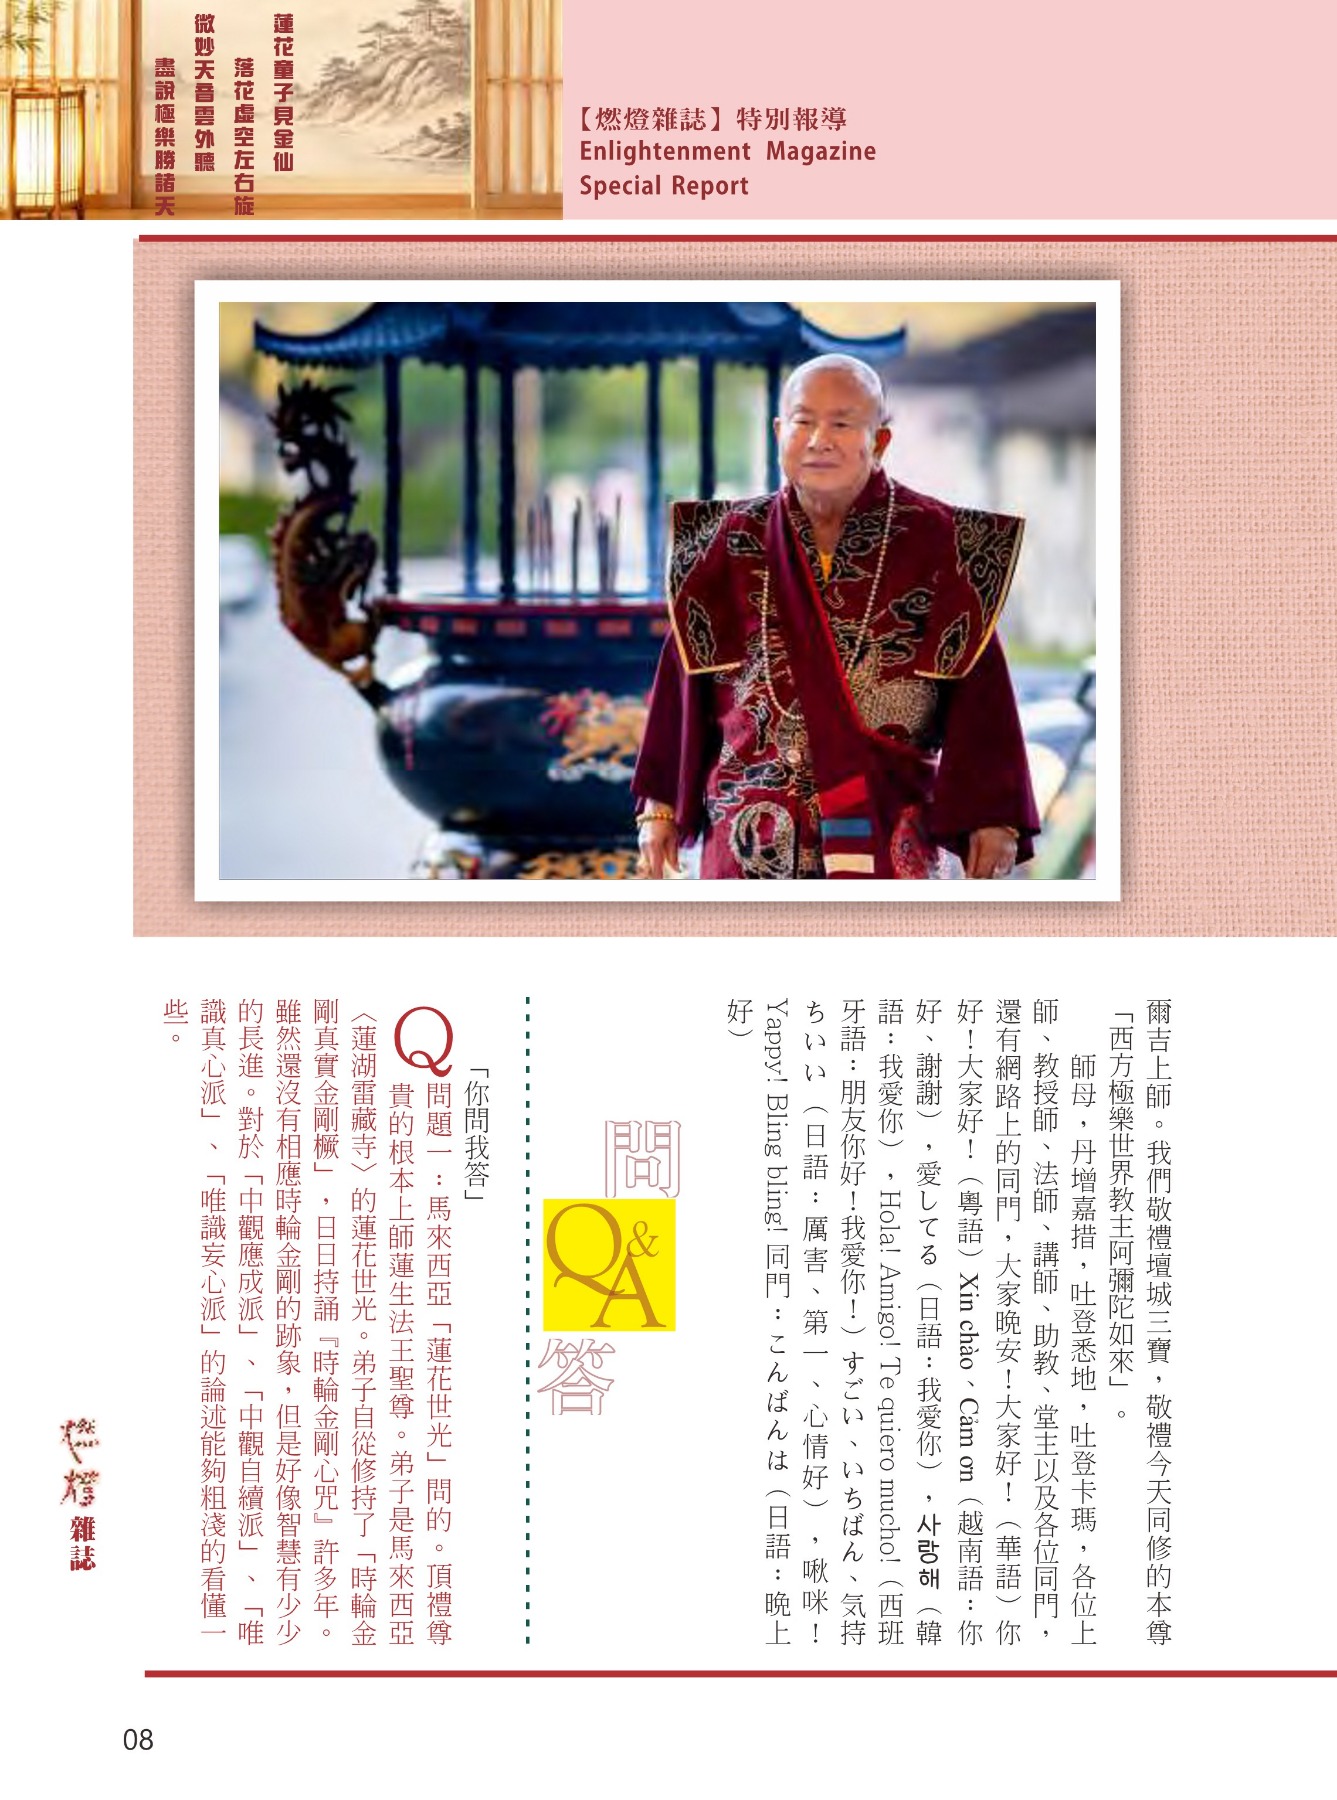 蓮花童子見金仙
落花虛空左右旋
微妙天音雲外聽
盡說極樂勝諸天
【燃燈雜誌】特別報導
Enlightenment Magazine
Special Report
爾吉上師。我們敬禮壇城三寶，敬禮今天同修的本尊
「西方極樂世界教主阿彌陀如來」。
師母，丹增嘉措，吐登悉地，吐登卡瑪，各位上
師、教授師、法師、講師、助教、堂主以及各位同門，
還有網路上的同門，大家晚安！大家好！（華語）你
好！大家好！（粵語）Xin chào、Cảm ơn（越南語：你
好、謝謝），愛してる（日語：我愛你），사랑해（韓
語：我愛你），Hola! Amigo! Te quiero mucho!（西班
牙語：朋友你好！我愛你！）すごい、いちばん、気持
ちいい（日語：厲害、第一、心情好），啾咪！
Yappy! Bling bling! 同門：こんばんは（日語：晚上
好）
問
Q&A
答
「你問我答」
Q問題一：馬來西亞「蓮花世光」問的。頂禮尊
貴的根本上師蓮生法王聖尊。弟子是馬來西亞
〈蓮湖雷藏寺〉的蓮花世光。弟子自從修持了「時輪金
剛真實金剛橛」，日日持誦『時輪金剛心咒』許多年。
雖然還沒有相應時輪金剛的跡象，但是好像智慧有少少
的長進。對於「中觀應成派」、「中觀自續派」、「唯
識真心派」、「唯識妄心派」的論述能夠粗淺的看懂一
些。
燃燈雜誌
08